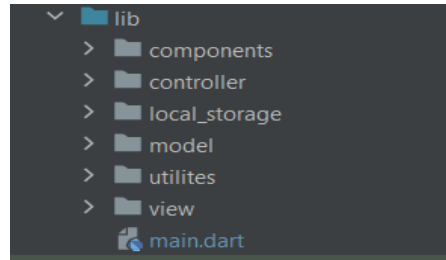 lib
components
controller
local_storage
model
utilites
view
main.dart